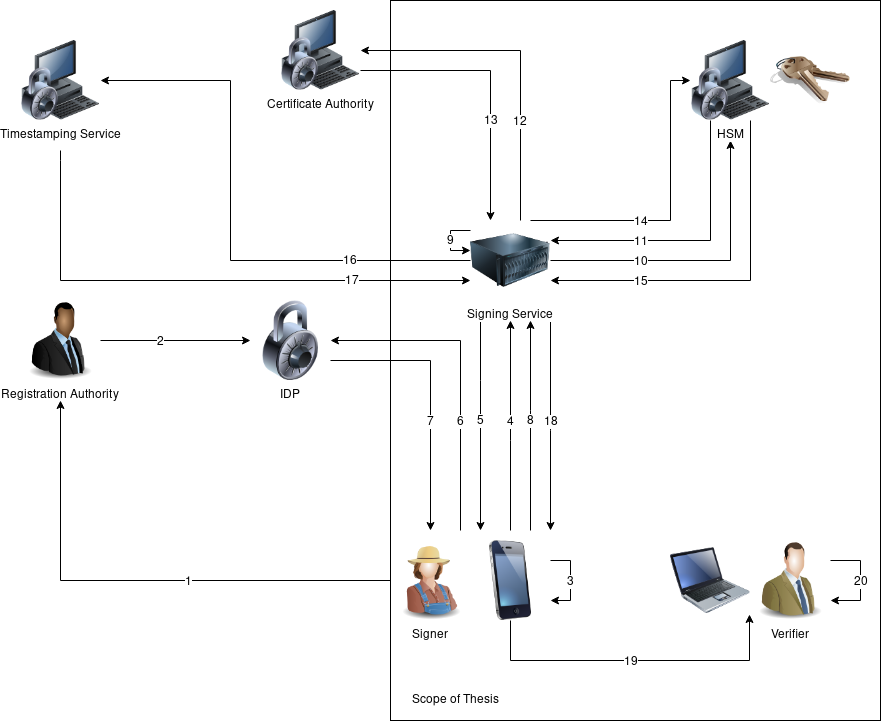 Certificate Authority
Timestamping Service
HSM
13
12
14
9
11
16
10
17
15
Signing Service
2
Registration Authority
IDP
7
6
5
4
8
18
1
3
20
Signer
Verifier
19
Scope of Thesis